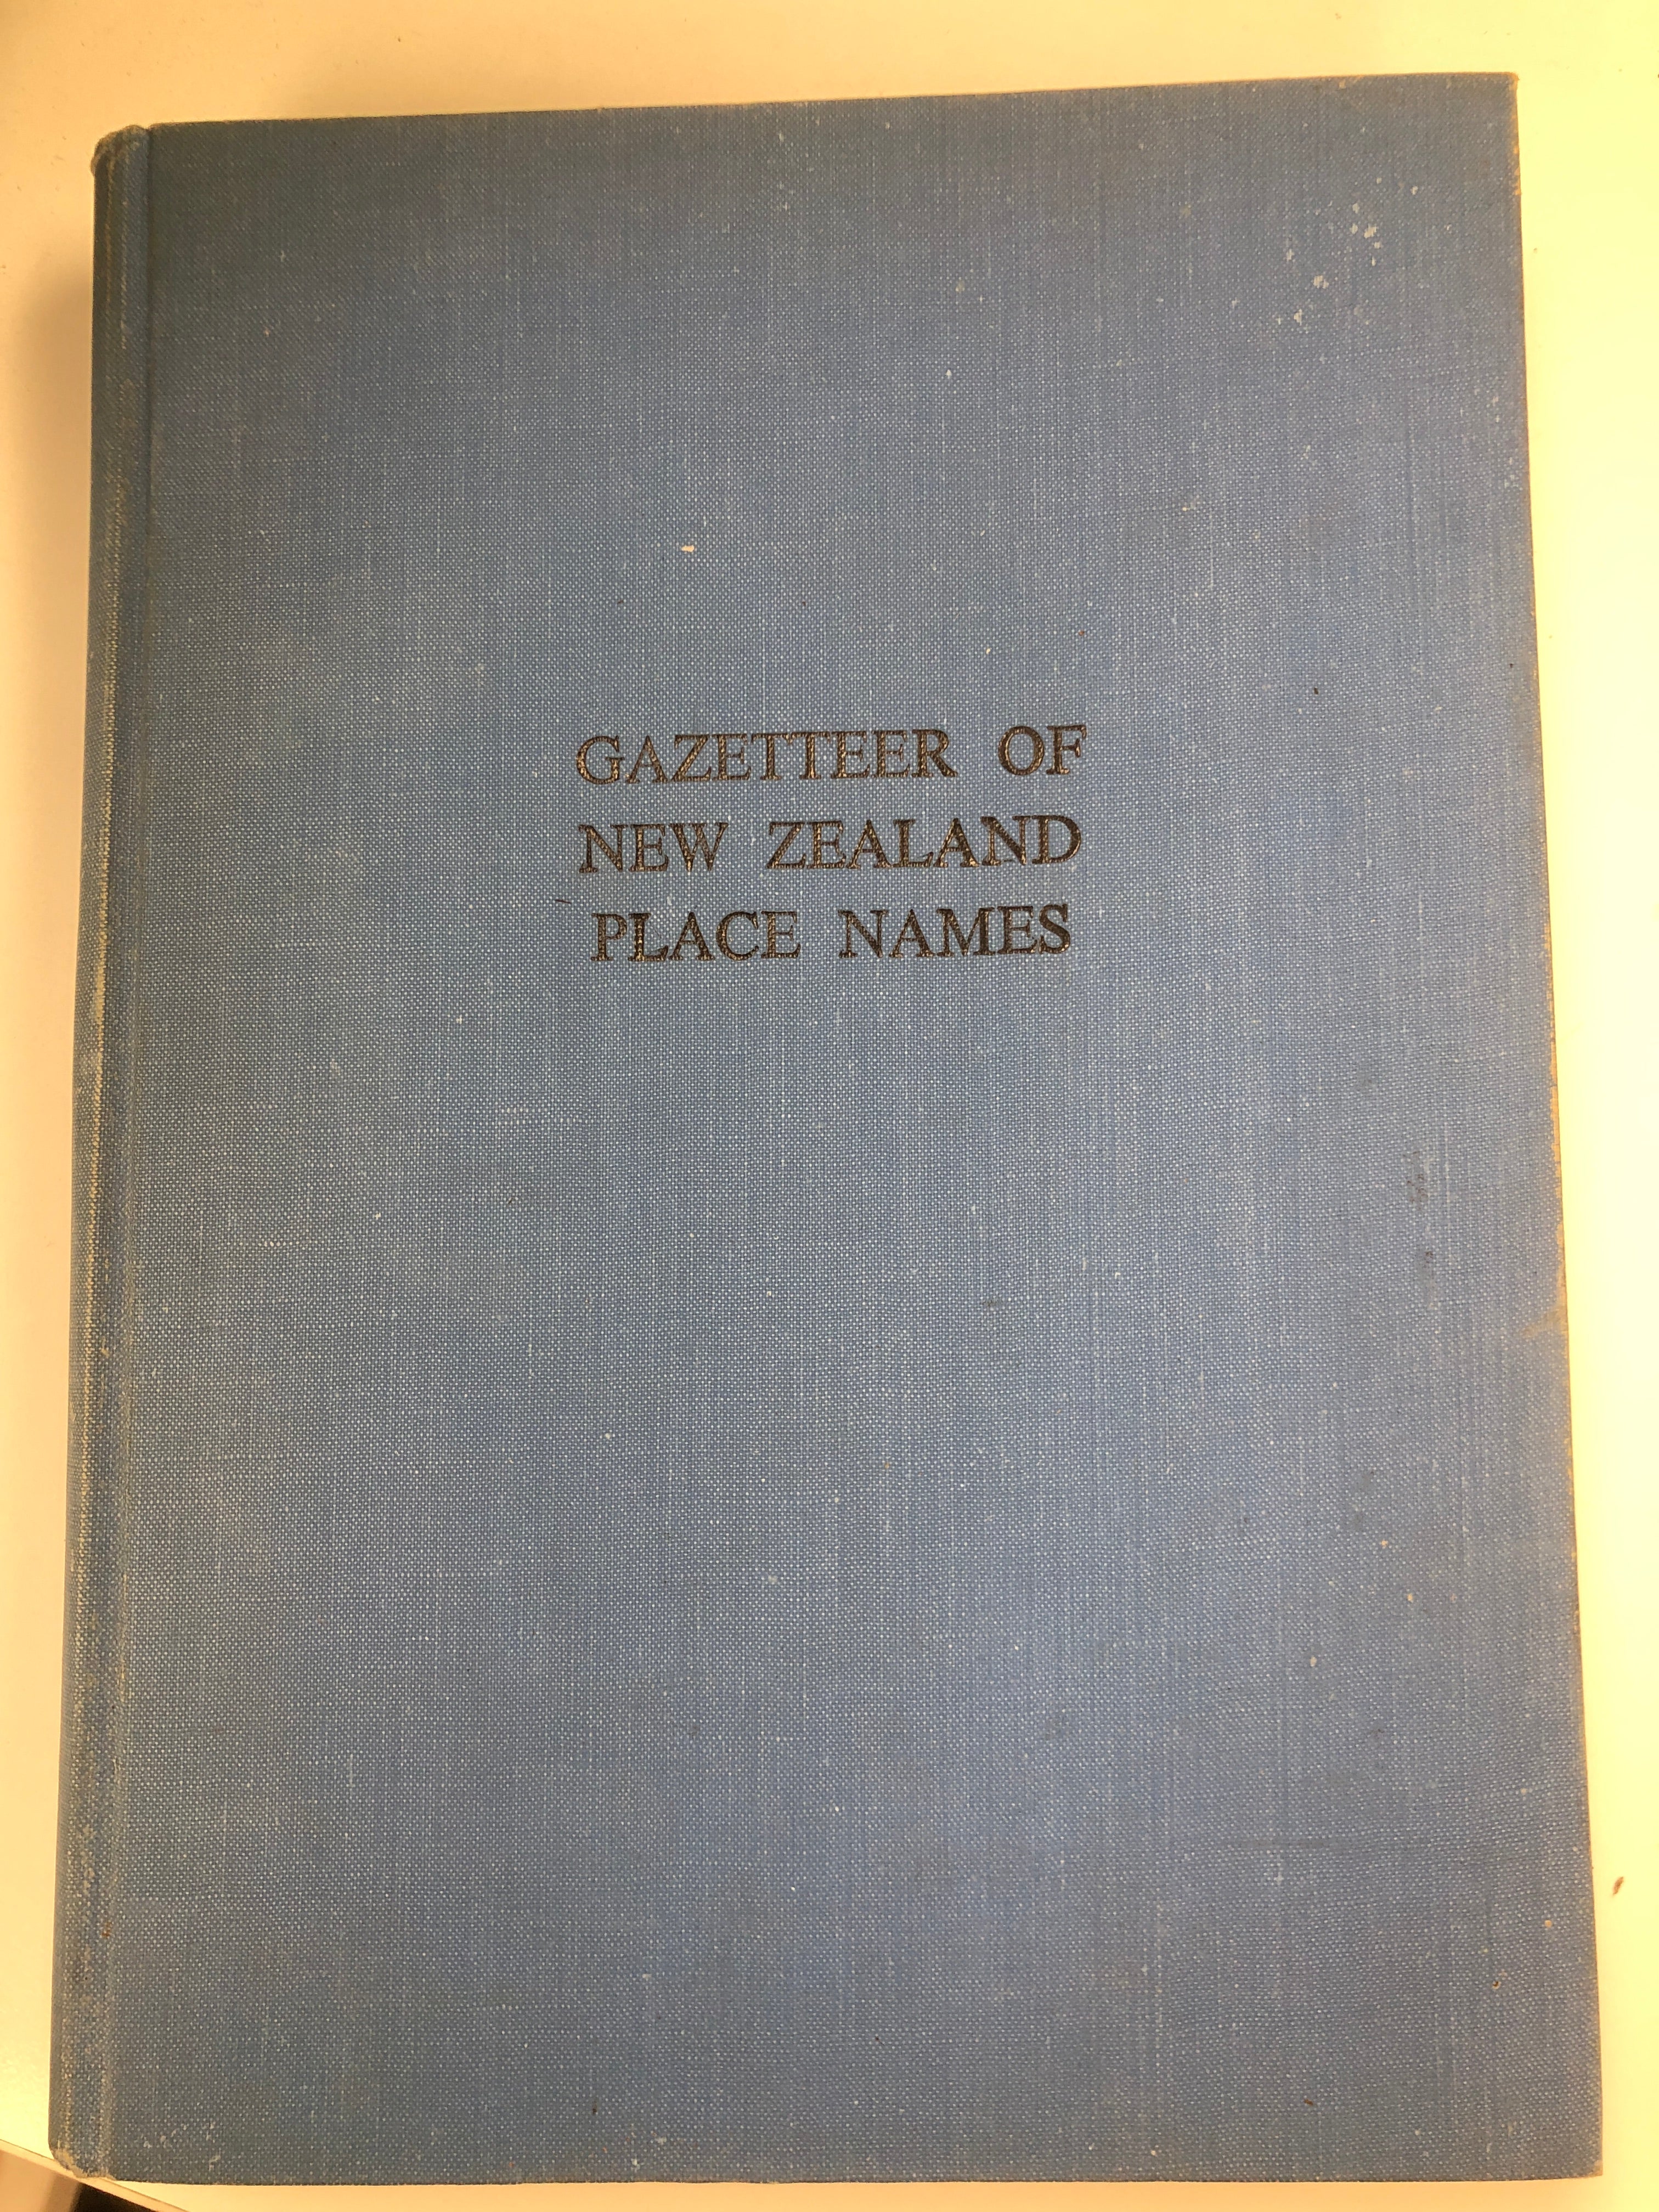 GAZETTEER OF
NEW ZEALAND
PLACE NAMES